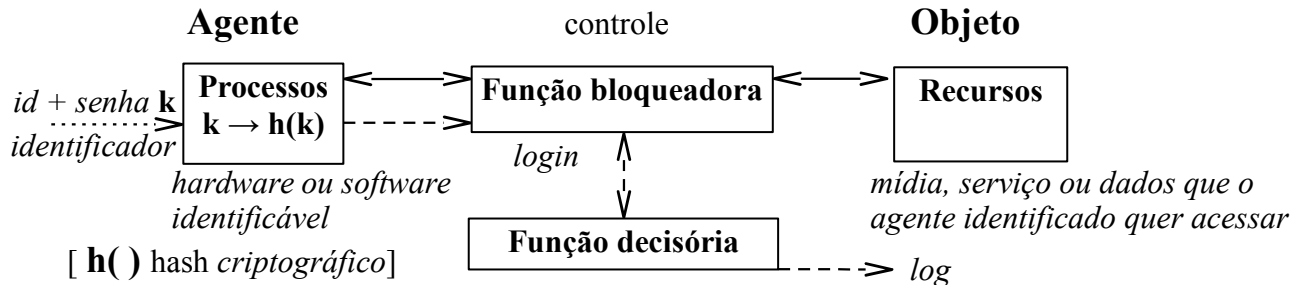 Agente controle Objeto
id + senha k
identificador
Processos
k → h(k)
Função bloqueadora
Recursos
login
hardware ou software
identificável
mídia, serviço ou dados que o
agente identificado quer acessar
Função decisória
[ h( ) hash criptográfico]
log